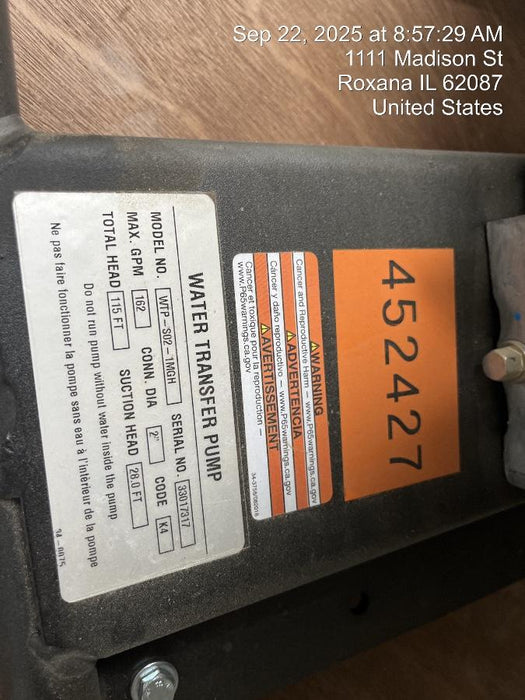 Sep 22, 2025 at 8:57:29 AM
1111 Madison St
Roxana IL 62087
United States
452427
⚠WARNING
Cancer and Reproductive Harm — www.P65warnings.ca.gov
⚠ADVERTENCIA
Cáncer y daño reproductivo — www.P65warnings.ca.gov
⚠AVERTISSEMENT
Cancer et toxique pour la reproduction —
www.P65warnings.ca.gov
WATER TRANSFER PUMP
MODEL NO. WTP-S02-1MGH SERIAL NO. 33017317
MAX. GPM 162 CONN. DIA 2" CODE K4
TOTAL HEAD 115 FT SUCTION HEAD 28.0 FT
Do not run pump without water inside the pump
Ne pas faire fonctionner la pompe sans eau à l'intérieur de la pompe